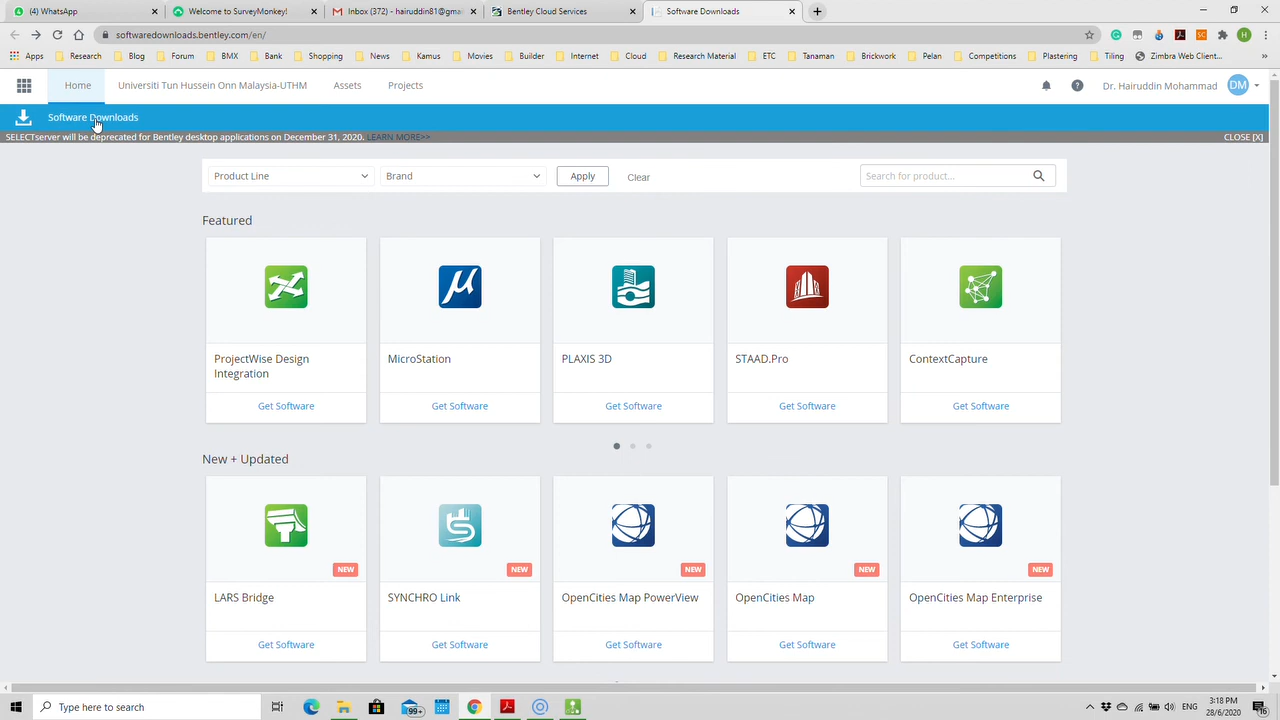 (4) WhatsApp
Welcome to SurveyMonkey!
Inbox (372) - hairuddin81@gmai
Bentley Cloud Services
Software Downloads
softwaredownloads.bentley.com/en/
Apps Research Blog Forum BMX Bank Shopping News Kamus Movies Builder Internet Cloud Research Material ETC Tanaman Brickwork Pelan Competitions Plastering Tiling Zimbra Web Client...
Home Universiti Tun Hussein Onn Malaysia-UTHM Assets Projects Dr. Hairuddin Mohammad DM
Software Downloads
SELECTserver will be deprecated for Bentley desktop applications on December 31, 2020. LEARN MORE>> CLOSE [X]
Product Line Brand Apply Clear Search for product...
Featured
ProjectWise Design Integration
MicroStation
PLAXIS 3D
STAAD.Pro
ContextCapture
Get Software Get Software Get Software Get Software Get Software
New + Updated
NEW NEW NEW NEW
LARS Bridge
SYNCHRO Link
OpenCities Map PowerView
OpenCities Map
OpenCities Map Enterprise
Get Software Get Software Get Software Get Software Get Software
Type here to search
99+
ENG
3:18 PM
28/6/2020
16